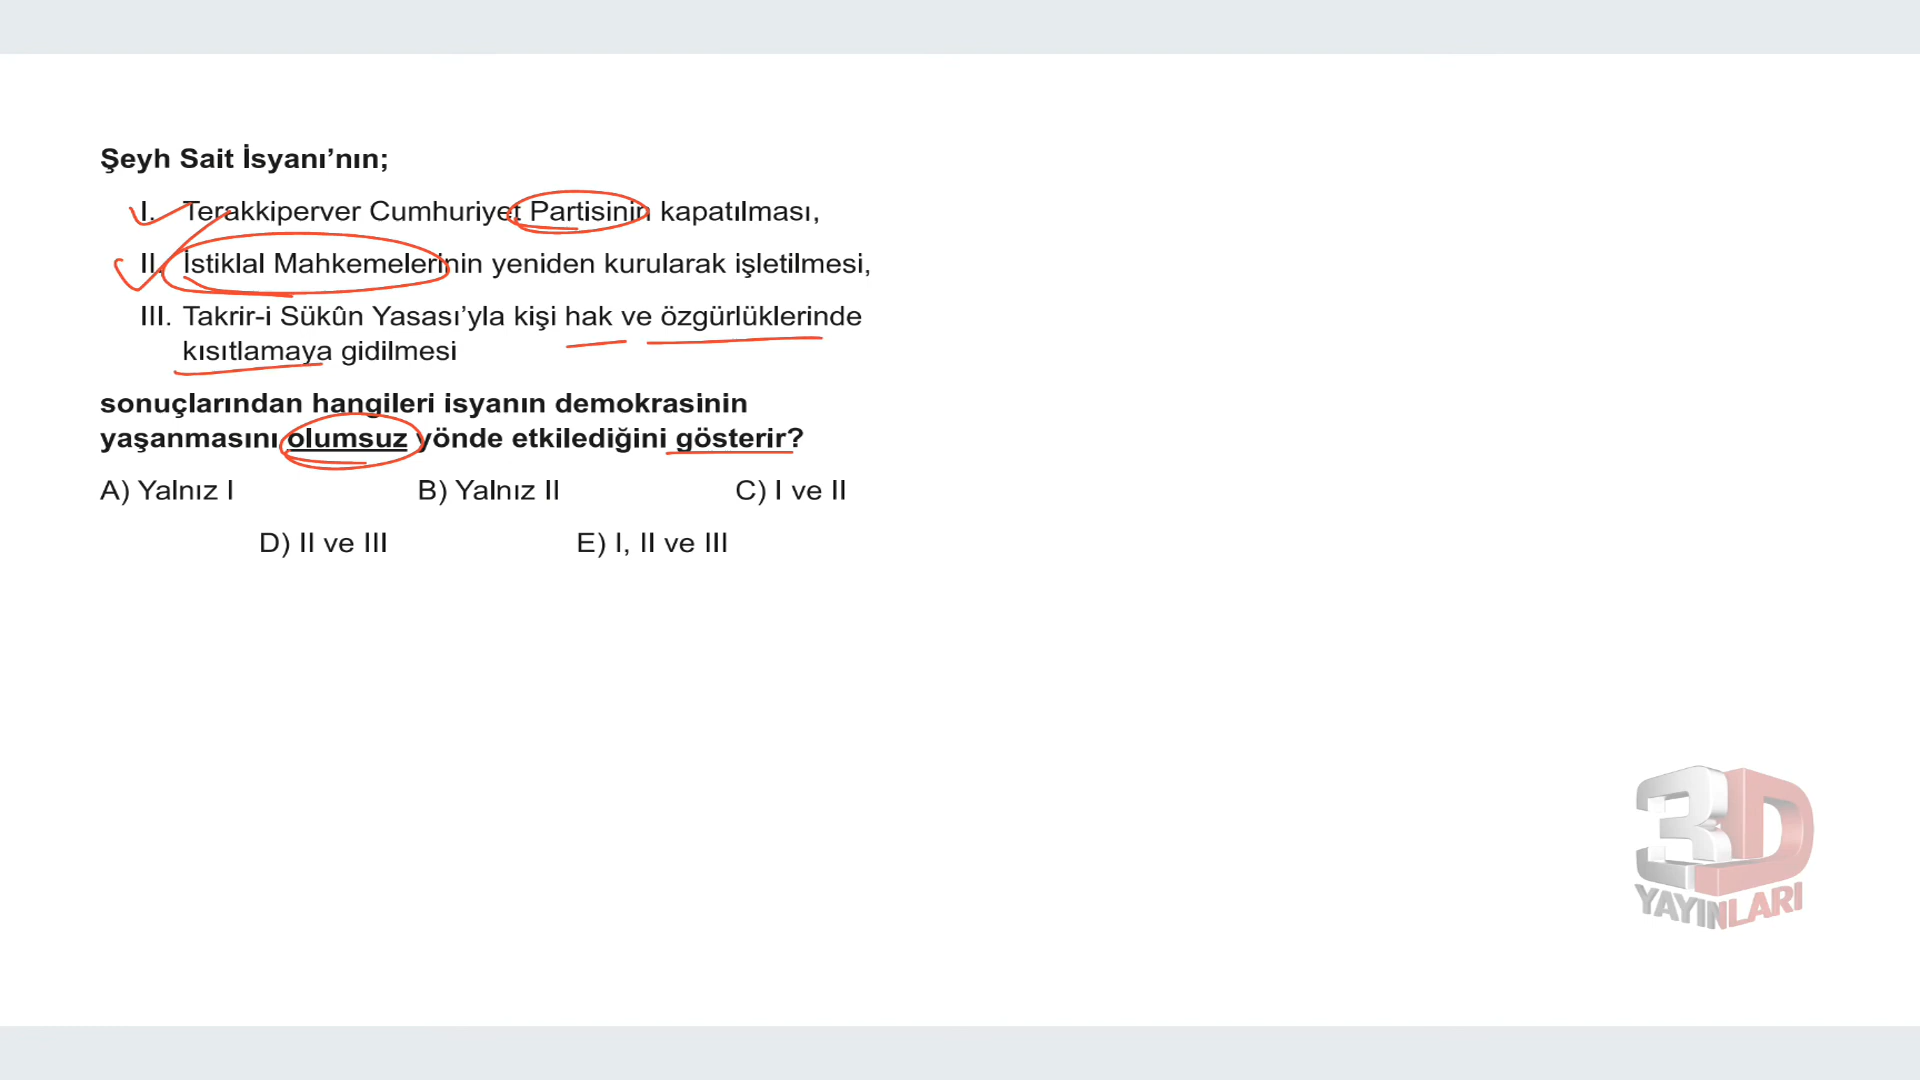 Şeyh Sait İsyanı’nın;
I. Terakkiperver Cumhuriyet Partisinin kapatılması,
II. İstiklal Mahkemelerinin yeniden kurularak işletilmesi,
III. Takrir-i Sükûn Yasası’yla kişi hak ve özgürlüklerinde
kısıtlamaya gidilmesi
sonuçlarından hangileri isyanın demokrasinin
yaşanmasını olumsuz yönde etkilediğini gösterir?
A) Yalnız I B) Yalnız II C) I ve II
D) II ve III E) I, II ve III
3D
YAYINLARI